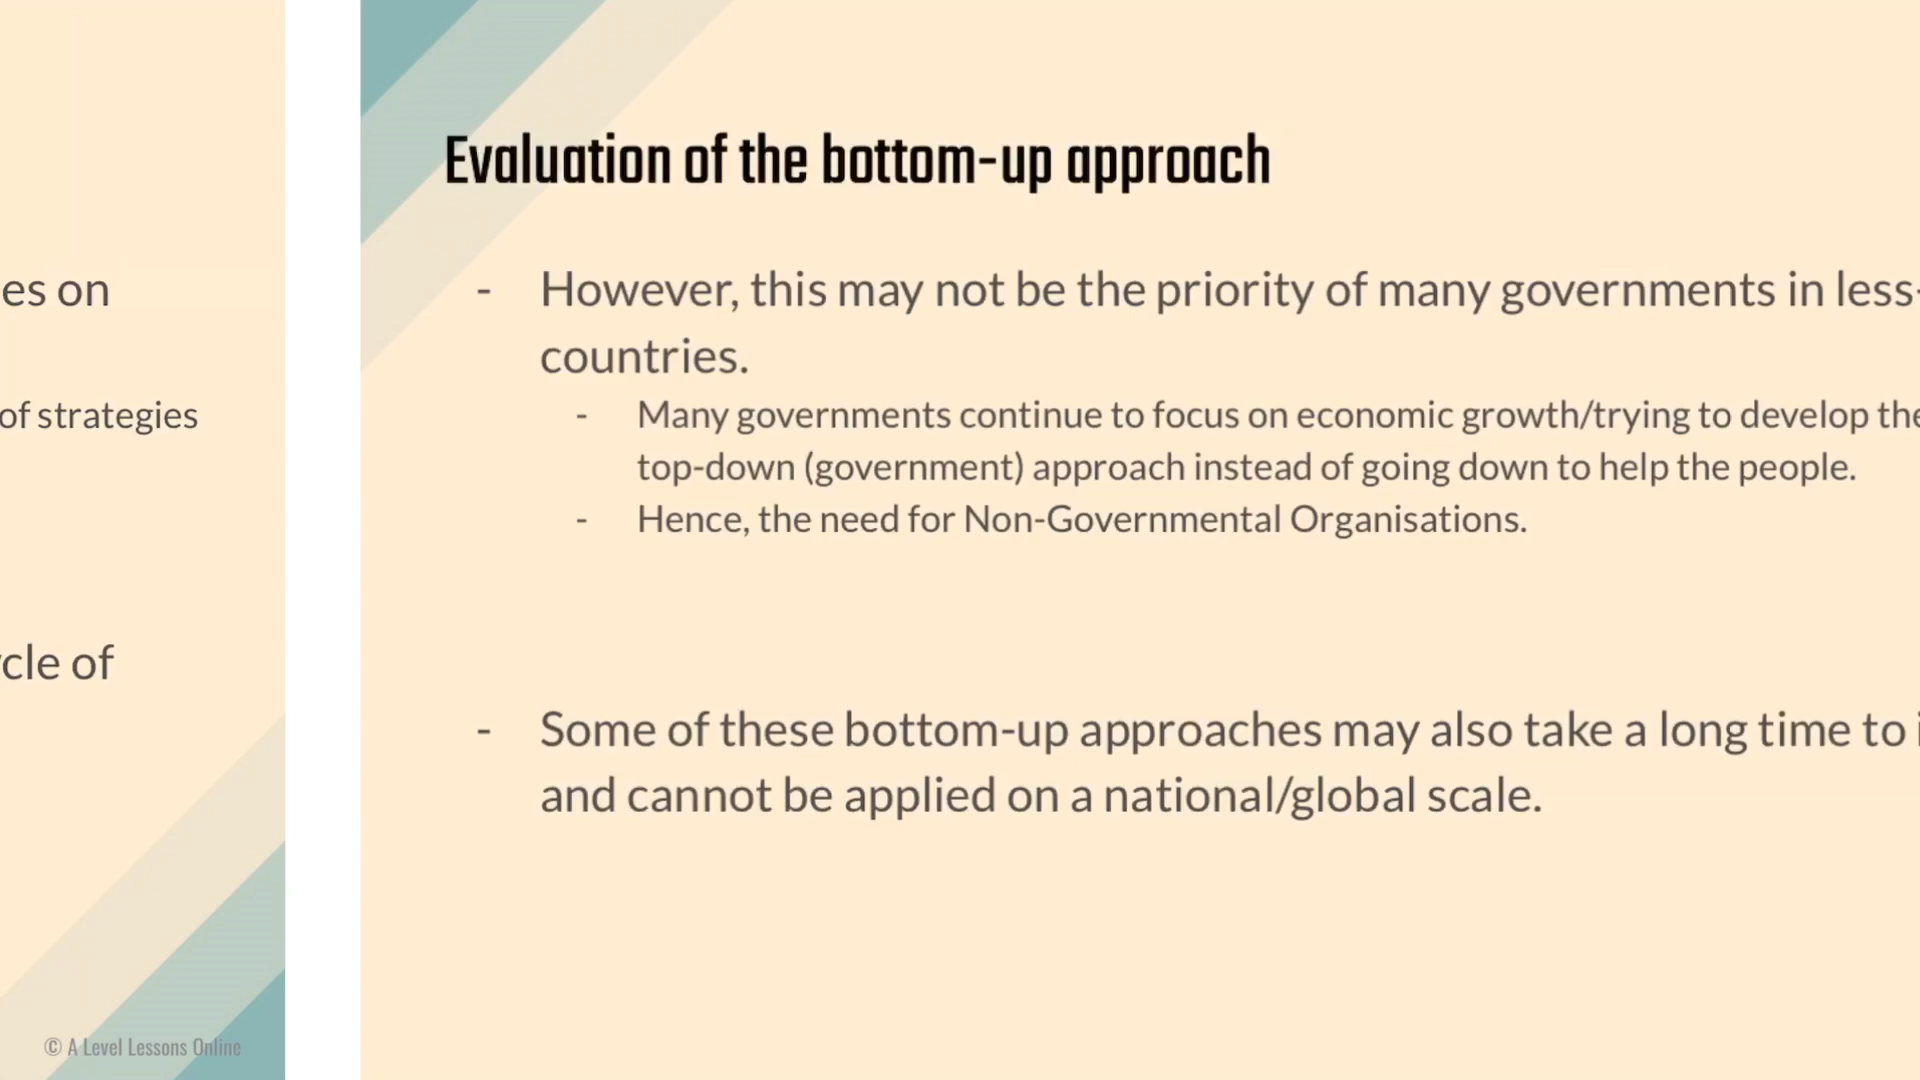 es on
of strategies
cle of
© A Level Lessons Online
Evaluation of the bottom-up approach
- However, this may not be the priority of many governments in less-
countries.
- Many governments continue to focus on economic growth/trying to develop the
top-down (government) approach instead of going down to help the people.
- Hence, the need for Non-Governmental Organisations.
- Some of these bottom-up approaches may also take a long time to
and cannot be applied on a national/global scale.